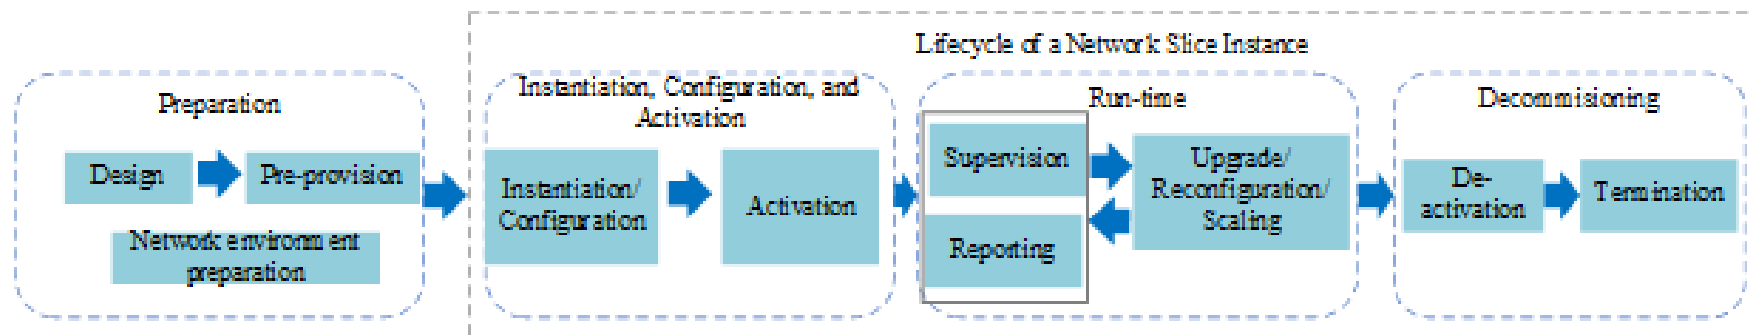 Lifecycle of a Network Slice Instance
Preparation
Design
Pre-provision
Network environment
preparation
Instantiation, Configuration, and
Activation
Instantiation/
Configuration
Activation
Run-time
Supervision
Reporting
Upgrade/
Reconfiguration/
Scaling
Decommisioning
De-
activation
Termination